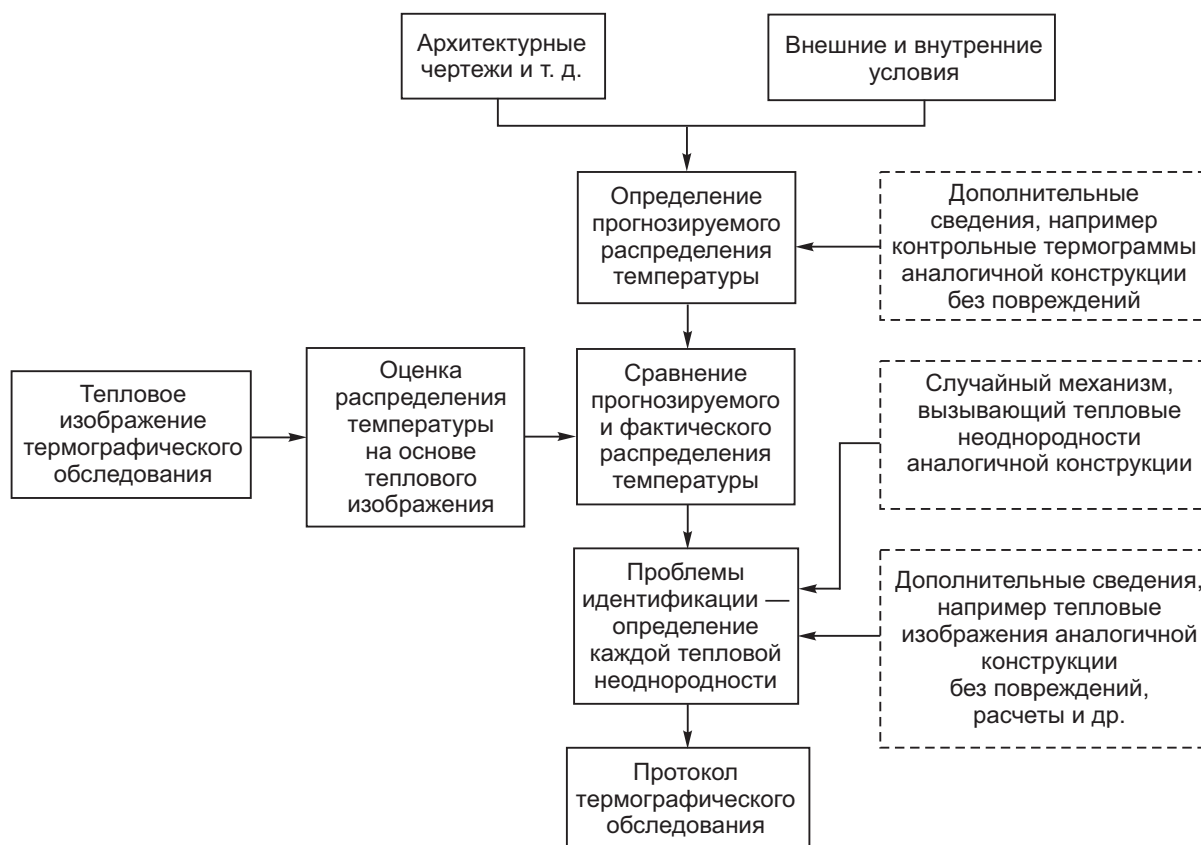 Архитектурные
чертежи и т. д.
Внешние и внутренние
условия
Определение
прогнозируемого
распределения
температуры
Дополнительные
сведения, например
контрольные термограммы
аналогичной конструкции
без повреждений
Тепловое
изображение
термографического
обследования
Оценка
распределения
температуры
на основе
теплового
изображения
Сравнение
прогнозируемого
и фактического
распределения
температуры
Случайный механизм,
вызывающий тепловые
неоднородности
аналогичной конструкции
Проблемы
идентификации —
определение
каждой тепловой
неоднородности
Дополнительные сведения,
например тепловые
изображения аналогичной
конструкции
без повреждений,
расчеты и др.
Протокол
термографического
обследования